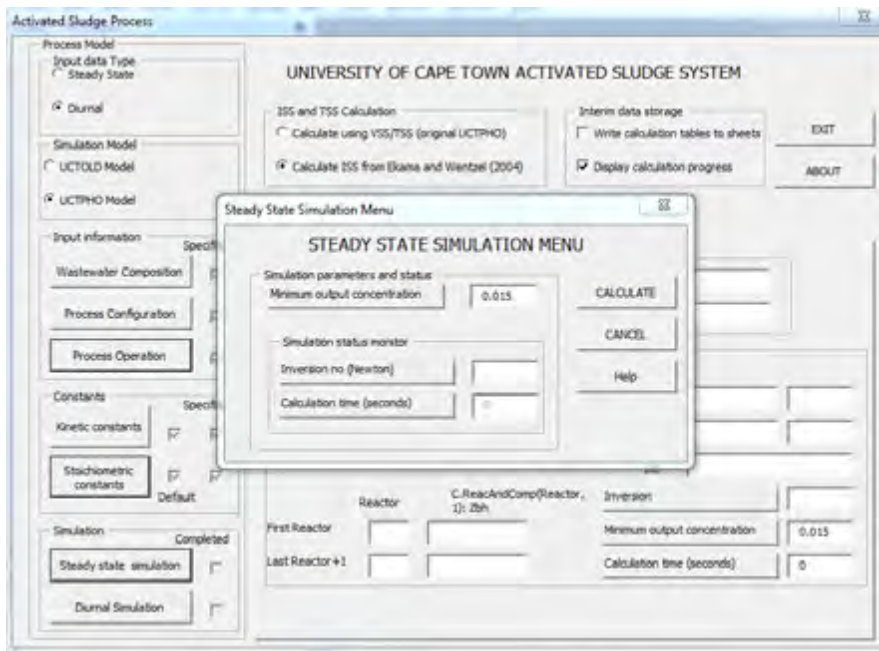 Activated Sludge Process
Process Model
Input data Type
Steady State
Diurnal
Simulation Model
UCTOLD Model
UCTPHO Model
Input information
Specifi
Wastewater Composition
Process Configuration
Process Operation
Constants
Specifi
Kinetic constants
Stoichiometric
constants
Default
Simulation
Completed
Steady state simulation
Diurnal Simulation
UNIVERSITY OF CAPE TOWN ACTIVATED SLUDGE SYSTEM
ISS and TSS Calculation
Calculate using VSS/TSS (original UCTPHO)
Calculate ISS from Ekama and Wentzel (2004)
Interim data storage
Write calculation tables to sheets
Display calculation progress
EXIT
ABOUT
Steady State Simulation Menu
STEADY STATE SIMULATION MENU
Simulation parameters and status
Minimum output concentration
0.015
Simulation status monitor
Inversion no (Newton)
Calculation time (seconds)
0
CALCULATE
CANCEL
Help
Reactor
C.ReacAndComp(Reactor,
1): Zbh
First Reactor
Last Reactor+1
Inversion
Minimum output concentration
0.015
Calculation time (seconds)
0